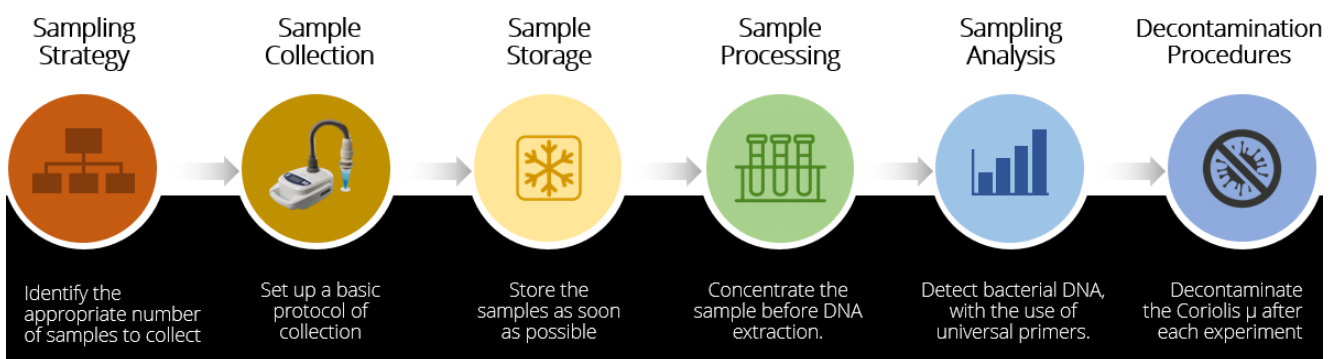 Sampling
Strategy
Sample
Collection
Sample
Storage
Sample
Processing
Sampling
Analysis
Decontamination
Procedures
Identify the
appropriate number
of samples to collect
Set up a basic
protocol of
collection
Store the
samples as soon
as possible
Concentrate the
sample before DNA
extraction.
Detect bacterial DNA,
with the use of
universal primers.
Decontaminate
the Coriolis μ after
each experiment